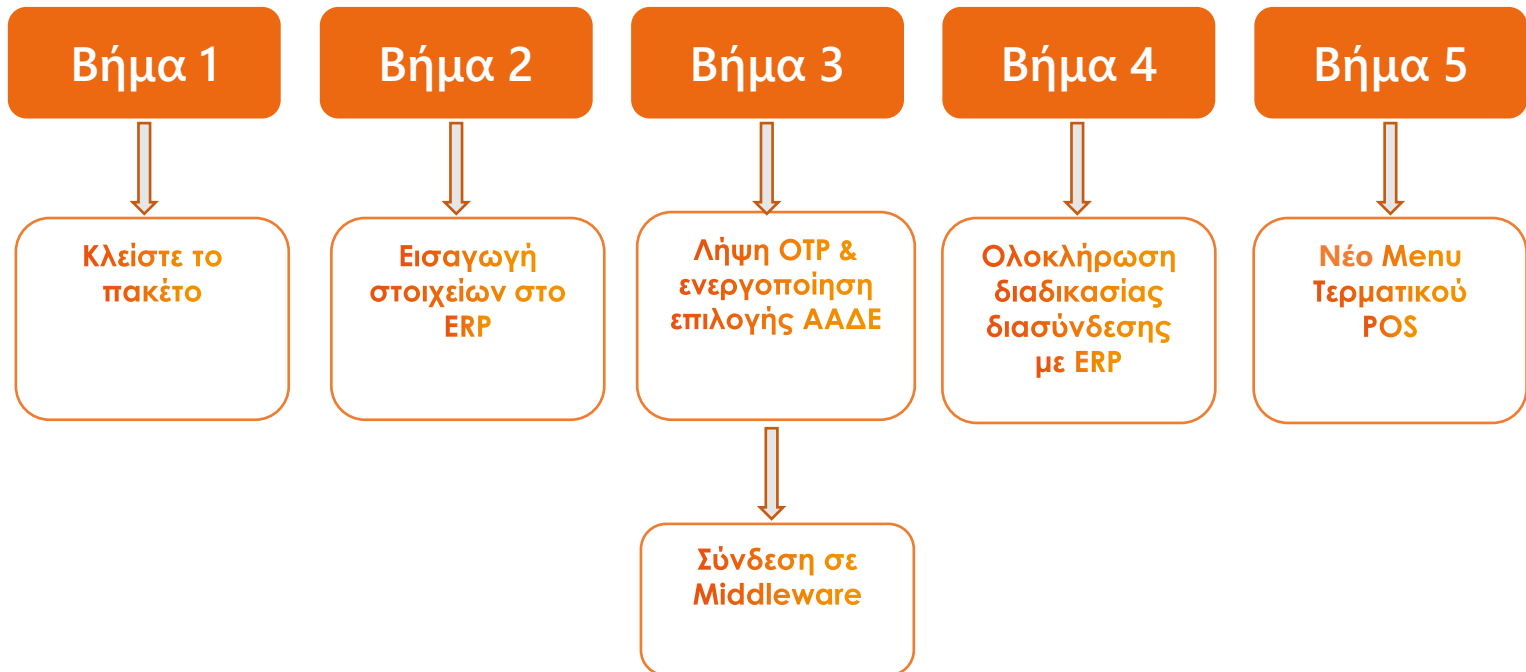 Βήμα 1
Βήμα 2
Βήμα 3
Βήμα 4
Βήμα 5
Κλείστε το
πακέτο
Εισαγωγή
στοιχείων στο
ERP
Λήψη OTP &
ενεργοποίηση
επιλογής ΑΑΔΕ
Ολοκλήρωση
διαδικασίας
διασύνδεσης
με ERP
Νέο Menu
Τερματικού
POS
Σύνδεση σε
Middleware